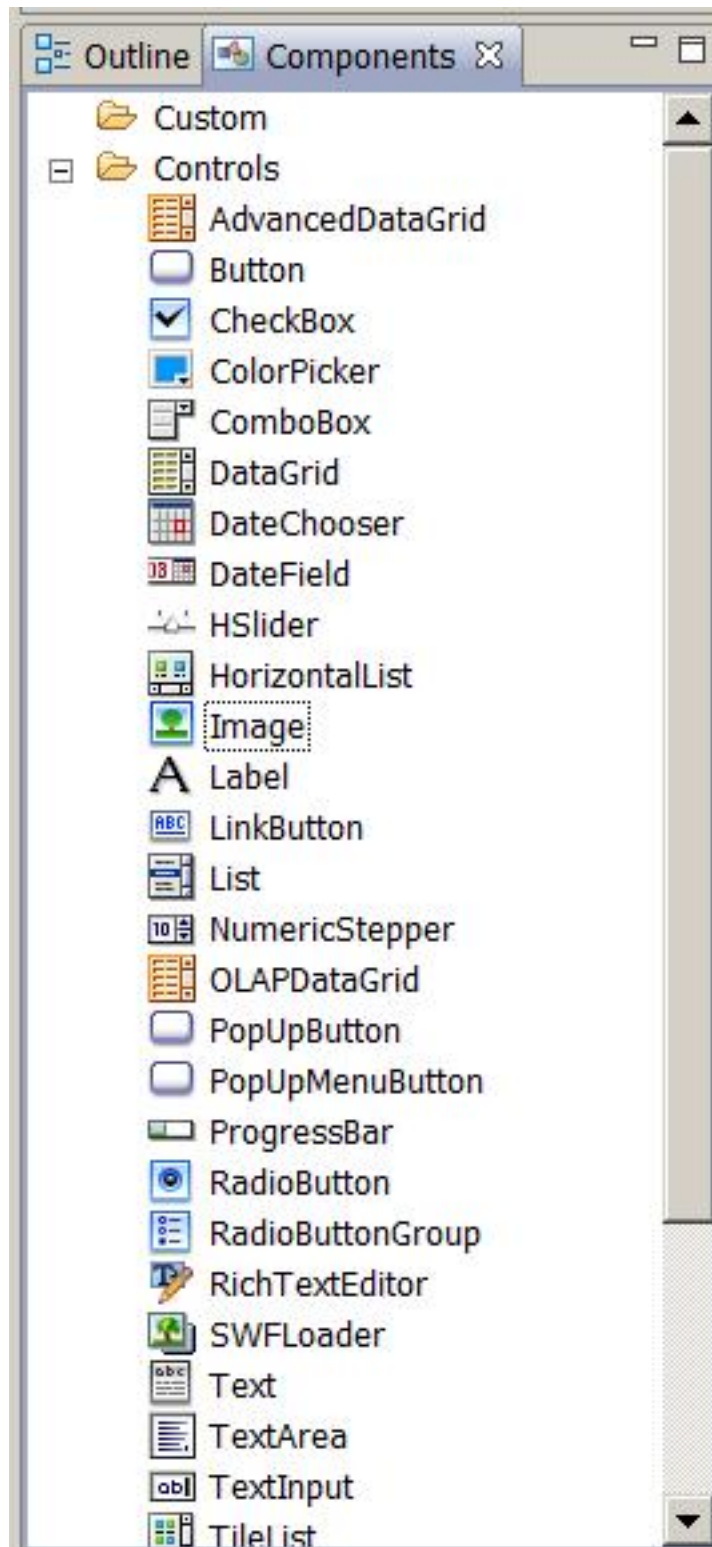 Outline Components
Custom
Controls
AdvancedDataGrid
Button
CheckBox
ColorPicker
ComboBox
DataGrid
DateChooser
DateField
HSlider
HorizontalList
Image
Label
LinkButton
List
NumericStepper
OLAPDataGrid
PopUpButton
PopUpMenuButton
ProgressBar
RadioButton
RadioButtonGroup
RichTextEditor
SWFLoader
Text
TextArea
TextInput
TileList